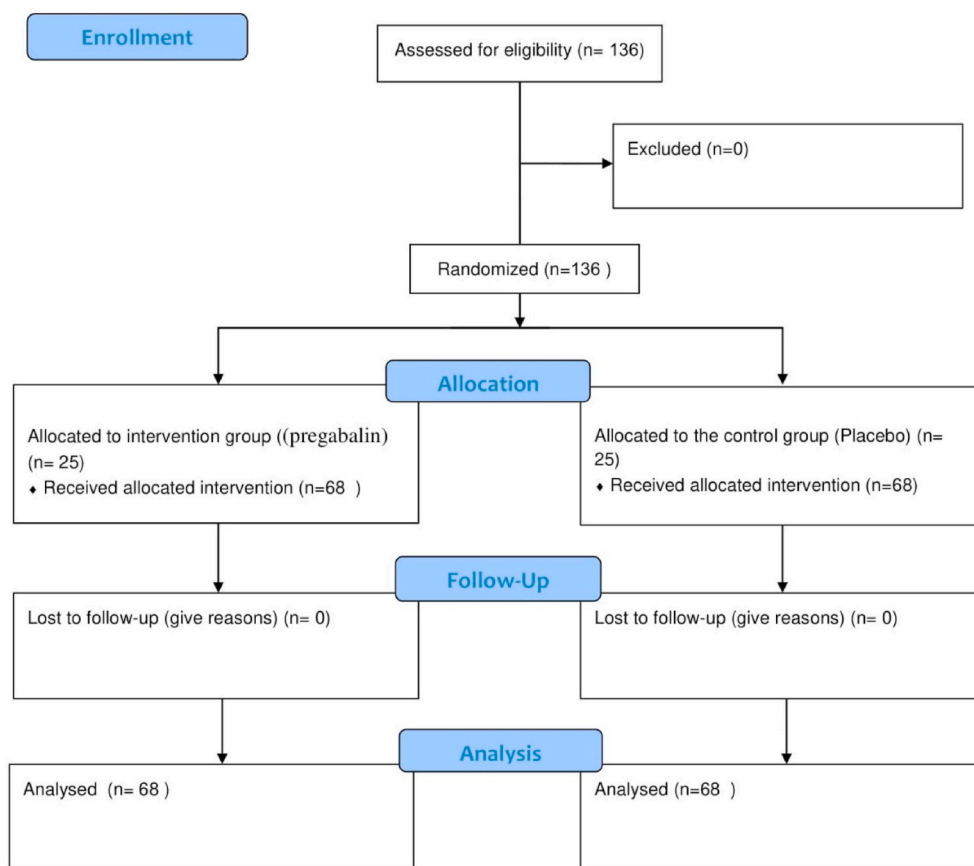 Enrollment
Assessed for eligibility (n= 136)
Excluded (n=0)
Randomized (n=136 )
Allocation
Allocated to intervention group ((pregabalin)
(n= 25)
♦ Received allocated intervention (n=68 )
Allocated to the control group (Placebo) (n=
25)
♦ Received allocated intervention (n=68)
Follow-Up
Lost to follow-up (give reasons) (n= 0)
Lost to follow-up (give reasons) (n= 0)
Analysis
Analysed (n= 68 )
Analysed (n=68 )